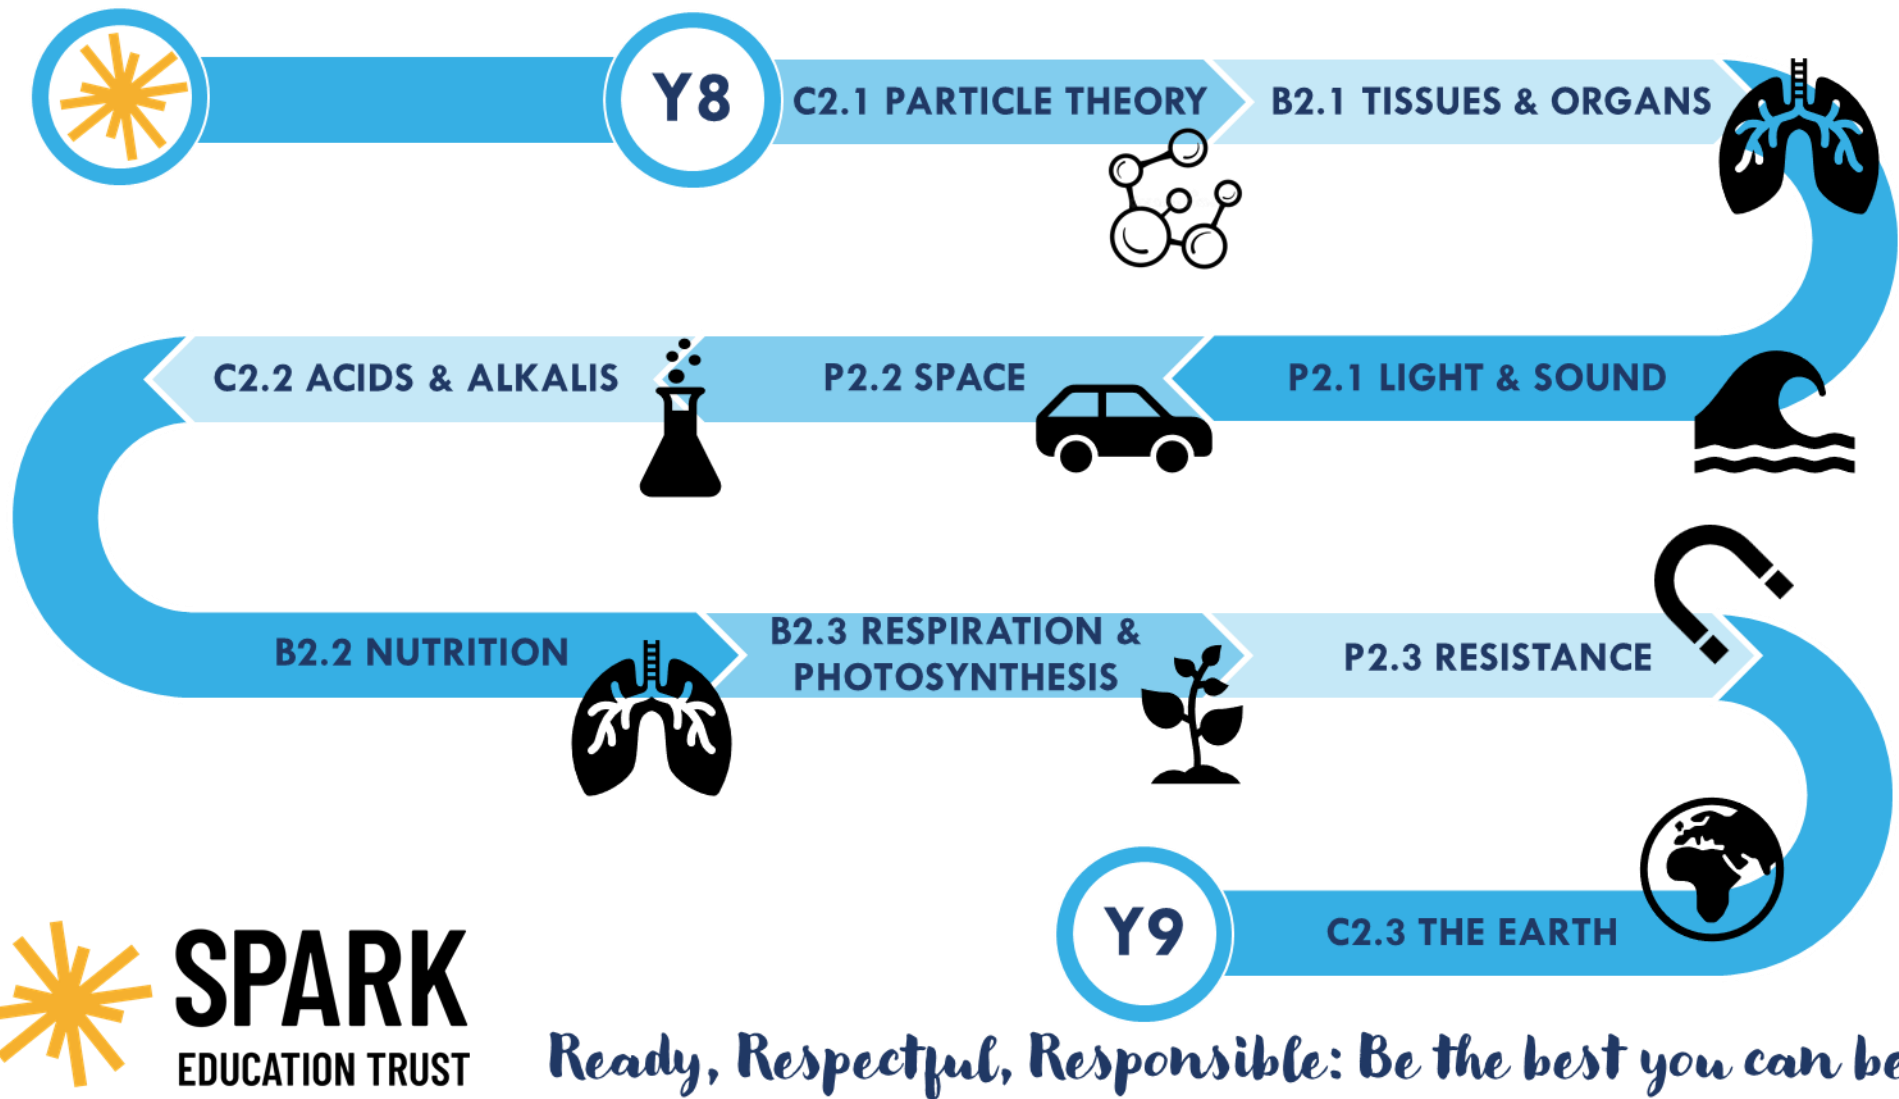 Y8
C2.1 PARTICLE THEORY
B2.1 TISSUES & ORGANS
P2.1 LIGHT & SOUND
P2.2 SPACE
C2.2 ACIDS & ALKALIS
B2.2 NUTRITION
B2.3 RESPIRATION &
PHOTOSYNTHESIS
P2.3 RESISTANCE
C2.3 THE EARTH
Y9
SPARK
EDUCATION TRUST
Ready, Respectful, Responsible: Be the best you can be